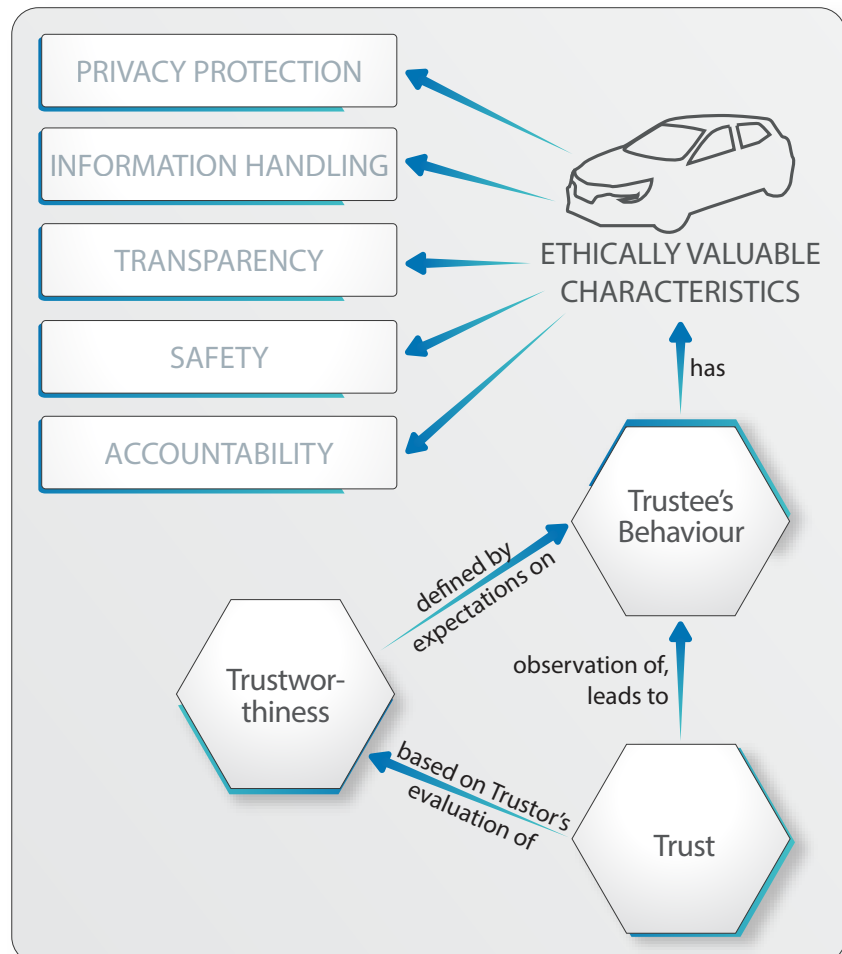 PRIVACY PROTECTION
INFORMATION HANDLING
TRANSPARENCY
SAFETY
ACCOUNTABILITY
ETHICALLY VALUABLE
CHARACTERISTICS
has
Trustee’s
Behaviour
defined by
expectations on
observation of,
leads to
Trustwor-
thiness
based on Trustor’s
evaluation of
Trust